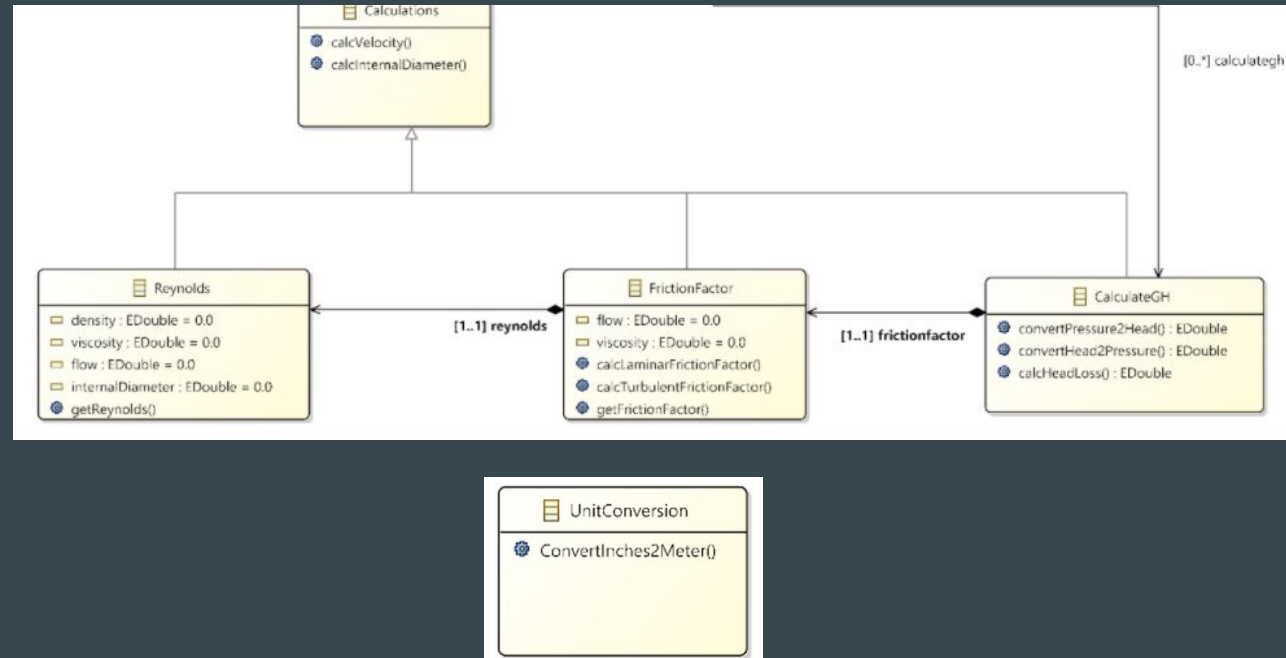 Calculations
calcVelocity()
calcInternalDiameter()
[0..*] calculategh
Reynolds
density : EDouble = 0.0
viscosity : EDouble = 0.0
flow : EDouble = 0.0
internalDiameter : EDouble = 0.0
getReynolds()
[1..1] reynolds
FrictionFactor
flow : EDouble = 0.0
viscosity : EDouble = 0.0
calcLaminarFrictionFactor()
calcTurbulentFrictionFactor()
getFrictionFactor()
[1..1] frictionfactor
CalculateGH
convertPressure2Head() : EDouble
convertHead2Pressure() : EDouble
calcHeadLoss() : EDouble
UnitConversion
ConvertInches2Meter()